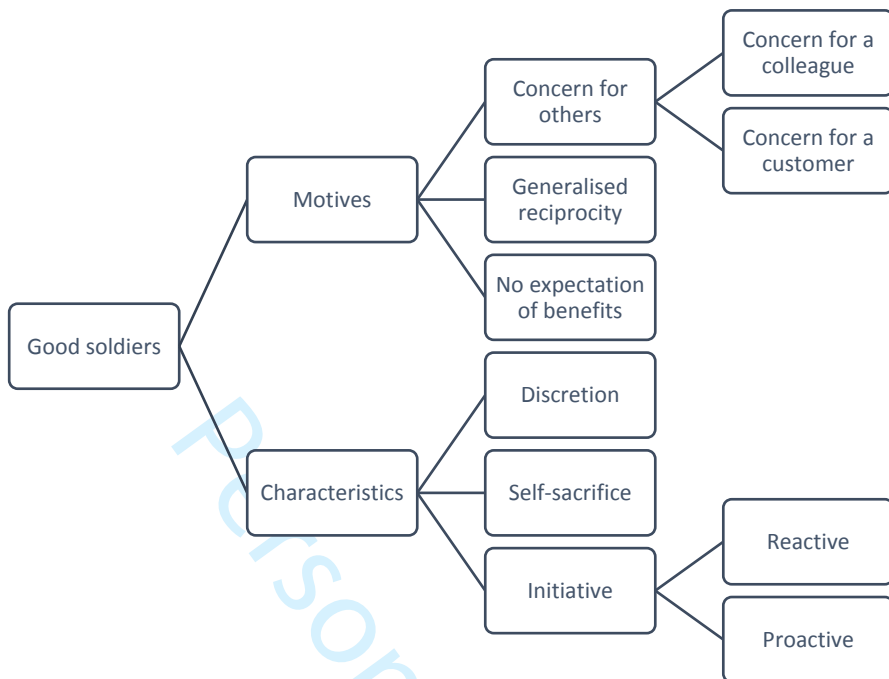 Concern for a
colleague
Concern for
others
Concern for a
customer
Motives
Generalised
reciprocity
No expectation
of benefits
Good soldiers
Discretion
Characteristics
Self-sacrifice
Reactive
Initiative
Proactive
Person